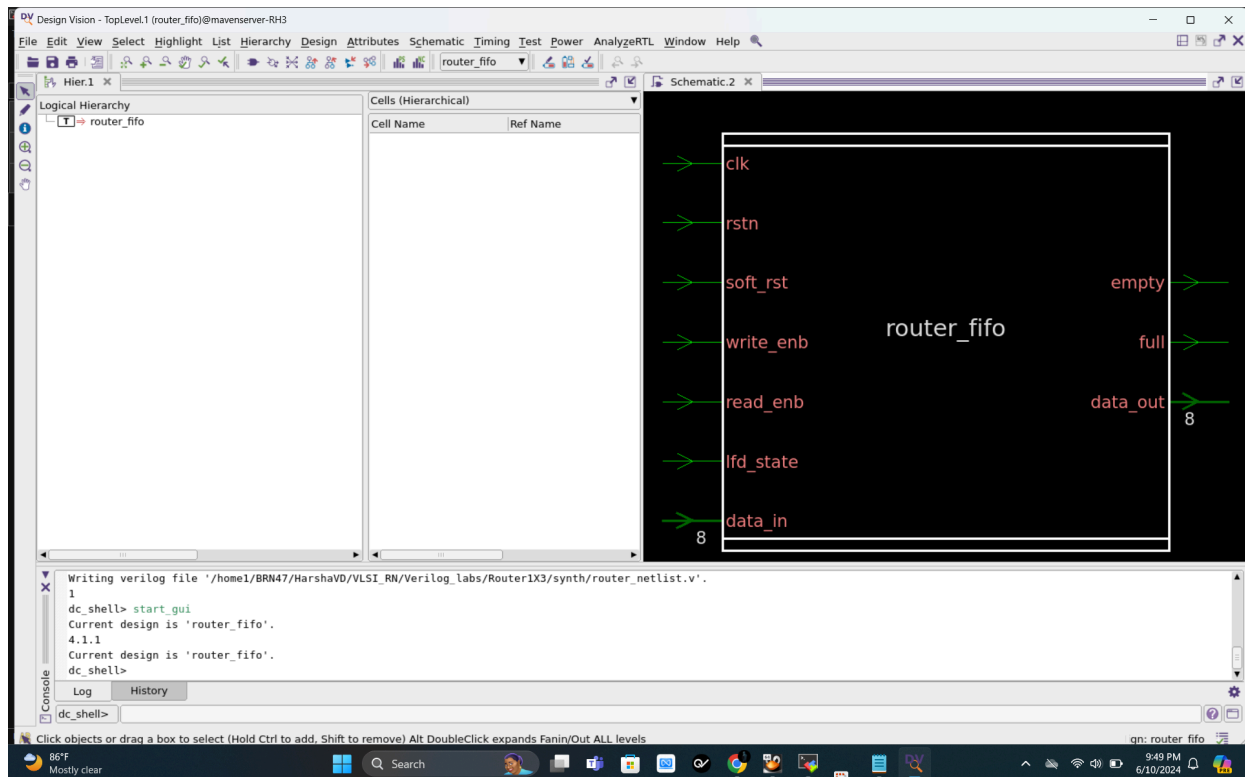 Design Vision - TopLevel.1 (router_fifo)@mavenserver-RH3
File Edit View Select Highlight List Hierarchy Design Attributes Schematic Timing Test Power AnalyzeRTL Window Help
router_fifo
Hier.1
Schematic.2
Logical Hierarchy
T router_fifo
Cells (Hierarchical)
Cell Name Ref Name
clk
rstn
soft_rst
write_enb
read_enb
lfd_state
data_in
8
router_fifo
empty
full
data_out
8
Writing verilog file '/home1/BRN47/HarshaVD/VLSI_RN/Verilog_labs/Router1X3/synth/router_netlist.v'.
1
dc_shell> start_gui
Current design is 'router_fifo'.
4.1.1
Current design is 'router_fifo'.
dc_shell>
Console
Log History
dc_shell>
Click objects or drag a box to select (Hold Ctrl to add, Shift to remove) Alt DoubleClick expands Fanin/Out ALL levels
qn: router_fifo
86°F
Mostly clear
Search
9:49 PM
6/10/2024